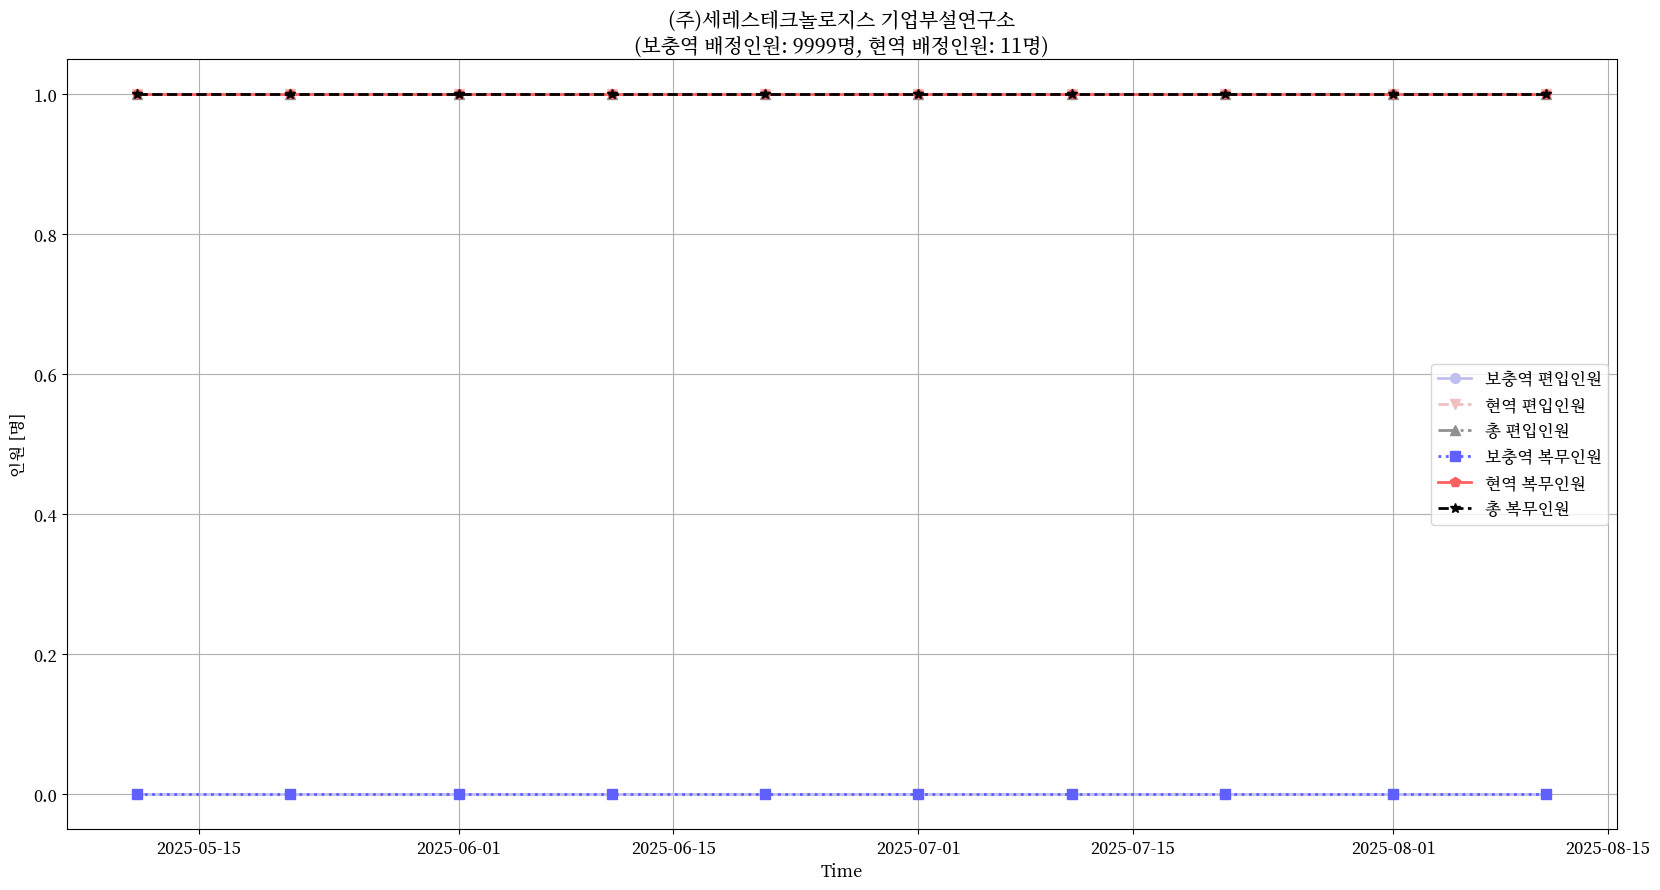 (주)세레스테크놀로지스 기업부설연구소
(보충역 배정인원: 9999명, 현역 배정인원: 11명)
1.0
0.8
0.6
0.4
0.2
0.0
인원 [명]
보충역 편입인원
현역 편입인원
총 편입인원
보충역 복무인원
현역 복무인원
총 복무인원
2025-05-15
2025-06-01
2025-06-15
2025-07-01
2025-07-15
2025-08-01
2025-08-15
Time